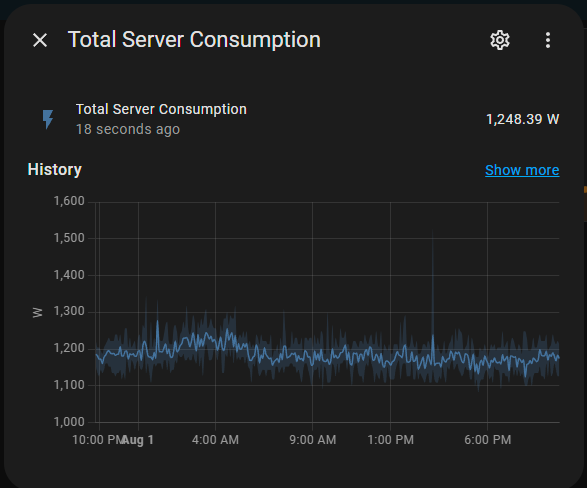 Total Server Consumption
Total Server Consumption
18 seconds ago
1,248.39 W
History
Show more
1,600
1,500
1,400
1,300
W
1,200
1,100
1,000
10:00 PM
Aug 1
4:00 AM
9:00 AM
1:00 PM
6:00 PM